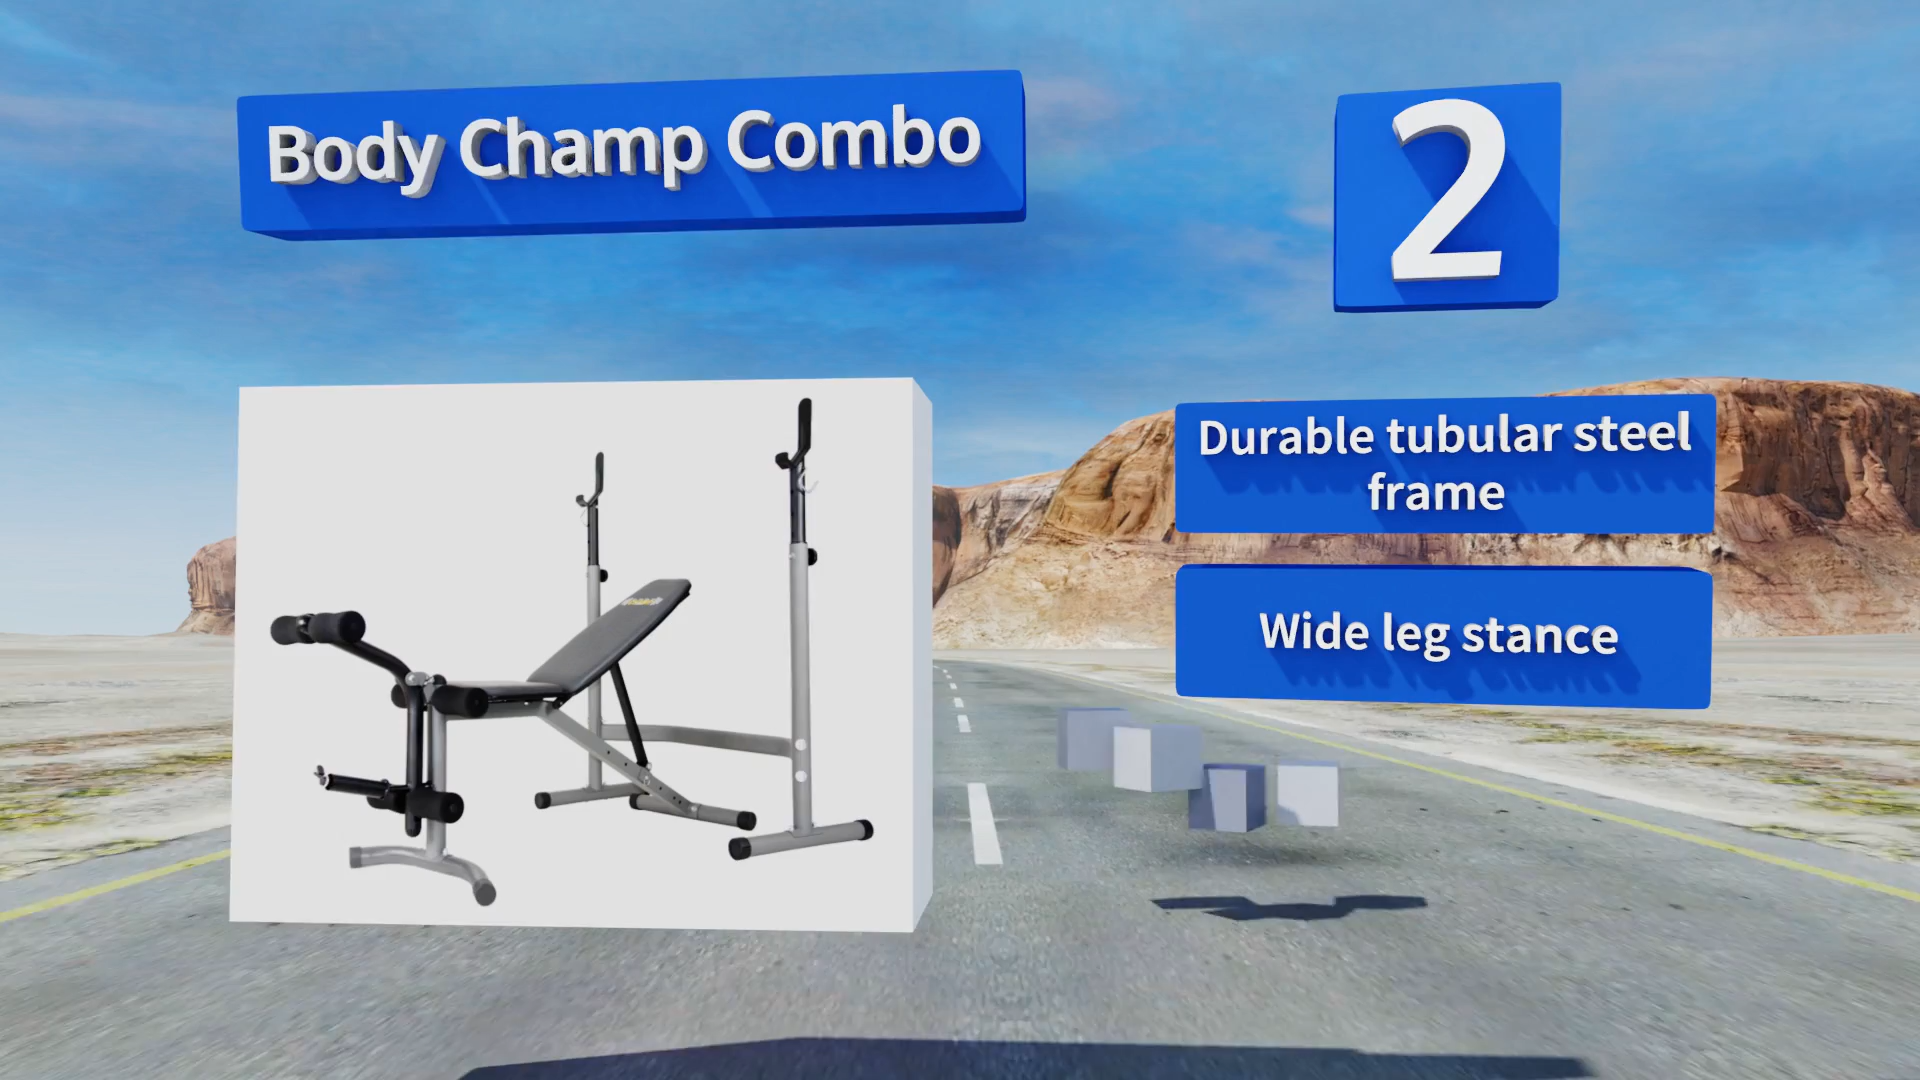 Body Champ Combo
2
Durable tubular steel
frame
Wide leg stance